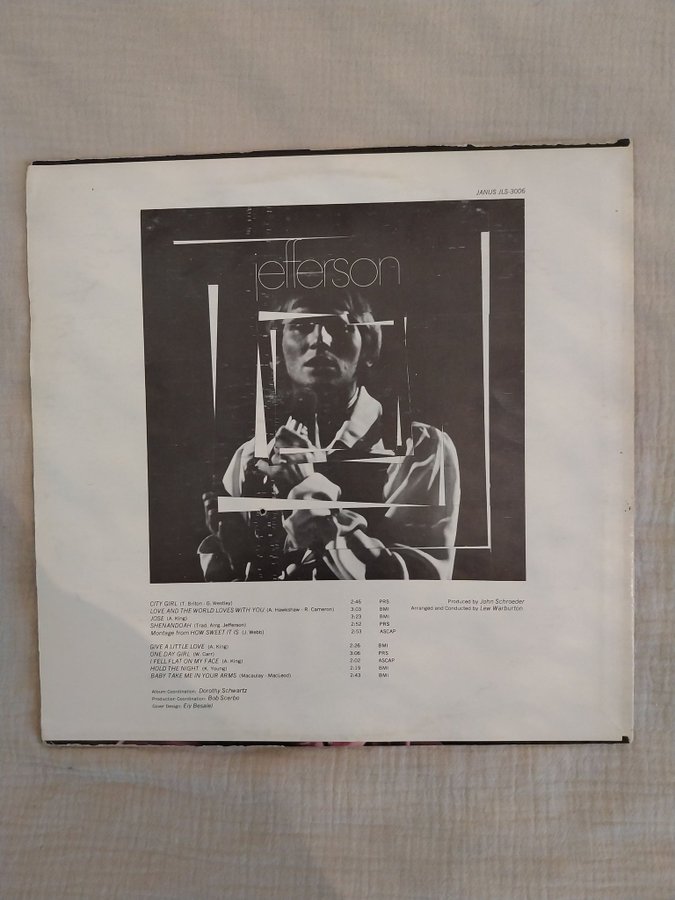 JANUS JLS-3006
jefferson
CITY GIRL (T. Briton - G. Westley) 2:46 PRS
LOVE AND THE WORLD LOVES WITH YOU (A. Hawkshaw - R. Cameron) 3:03 BMI
JOSE (A. King) 3:23 BMI
SHENANDOAH (Trad. Arrg. Jefferson) 2:52 PRS
Montage from HOW SWEET IT IS (J. Webb) 2:53 ASCAP
GIVE A LITTLE LOVE (A. King) 2:26 BMI
ONE DAY GIRL (W. Carr) 3:06 PRS
I FELL FLAT ON MY FACE (A. King) 2:02 ASCAP
HOLD THE NIGHT (K. Young) 2:19 BMI
BABY TAKE ME IN YOUR ARMS (Macaulay - MacLeod) 2:43 BMI
Produced by John Schroeder
Arranged and Conducted by Lew Warburton
Album Coordination: Dorothy Schwartz
Production Coordination: Bob Scerbo
Cover Design: Ely Besalel